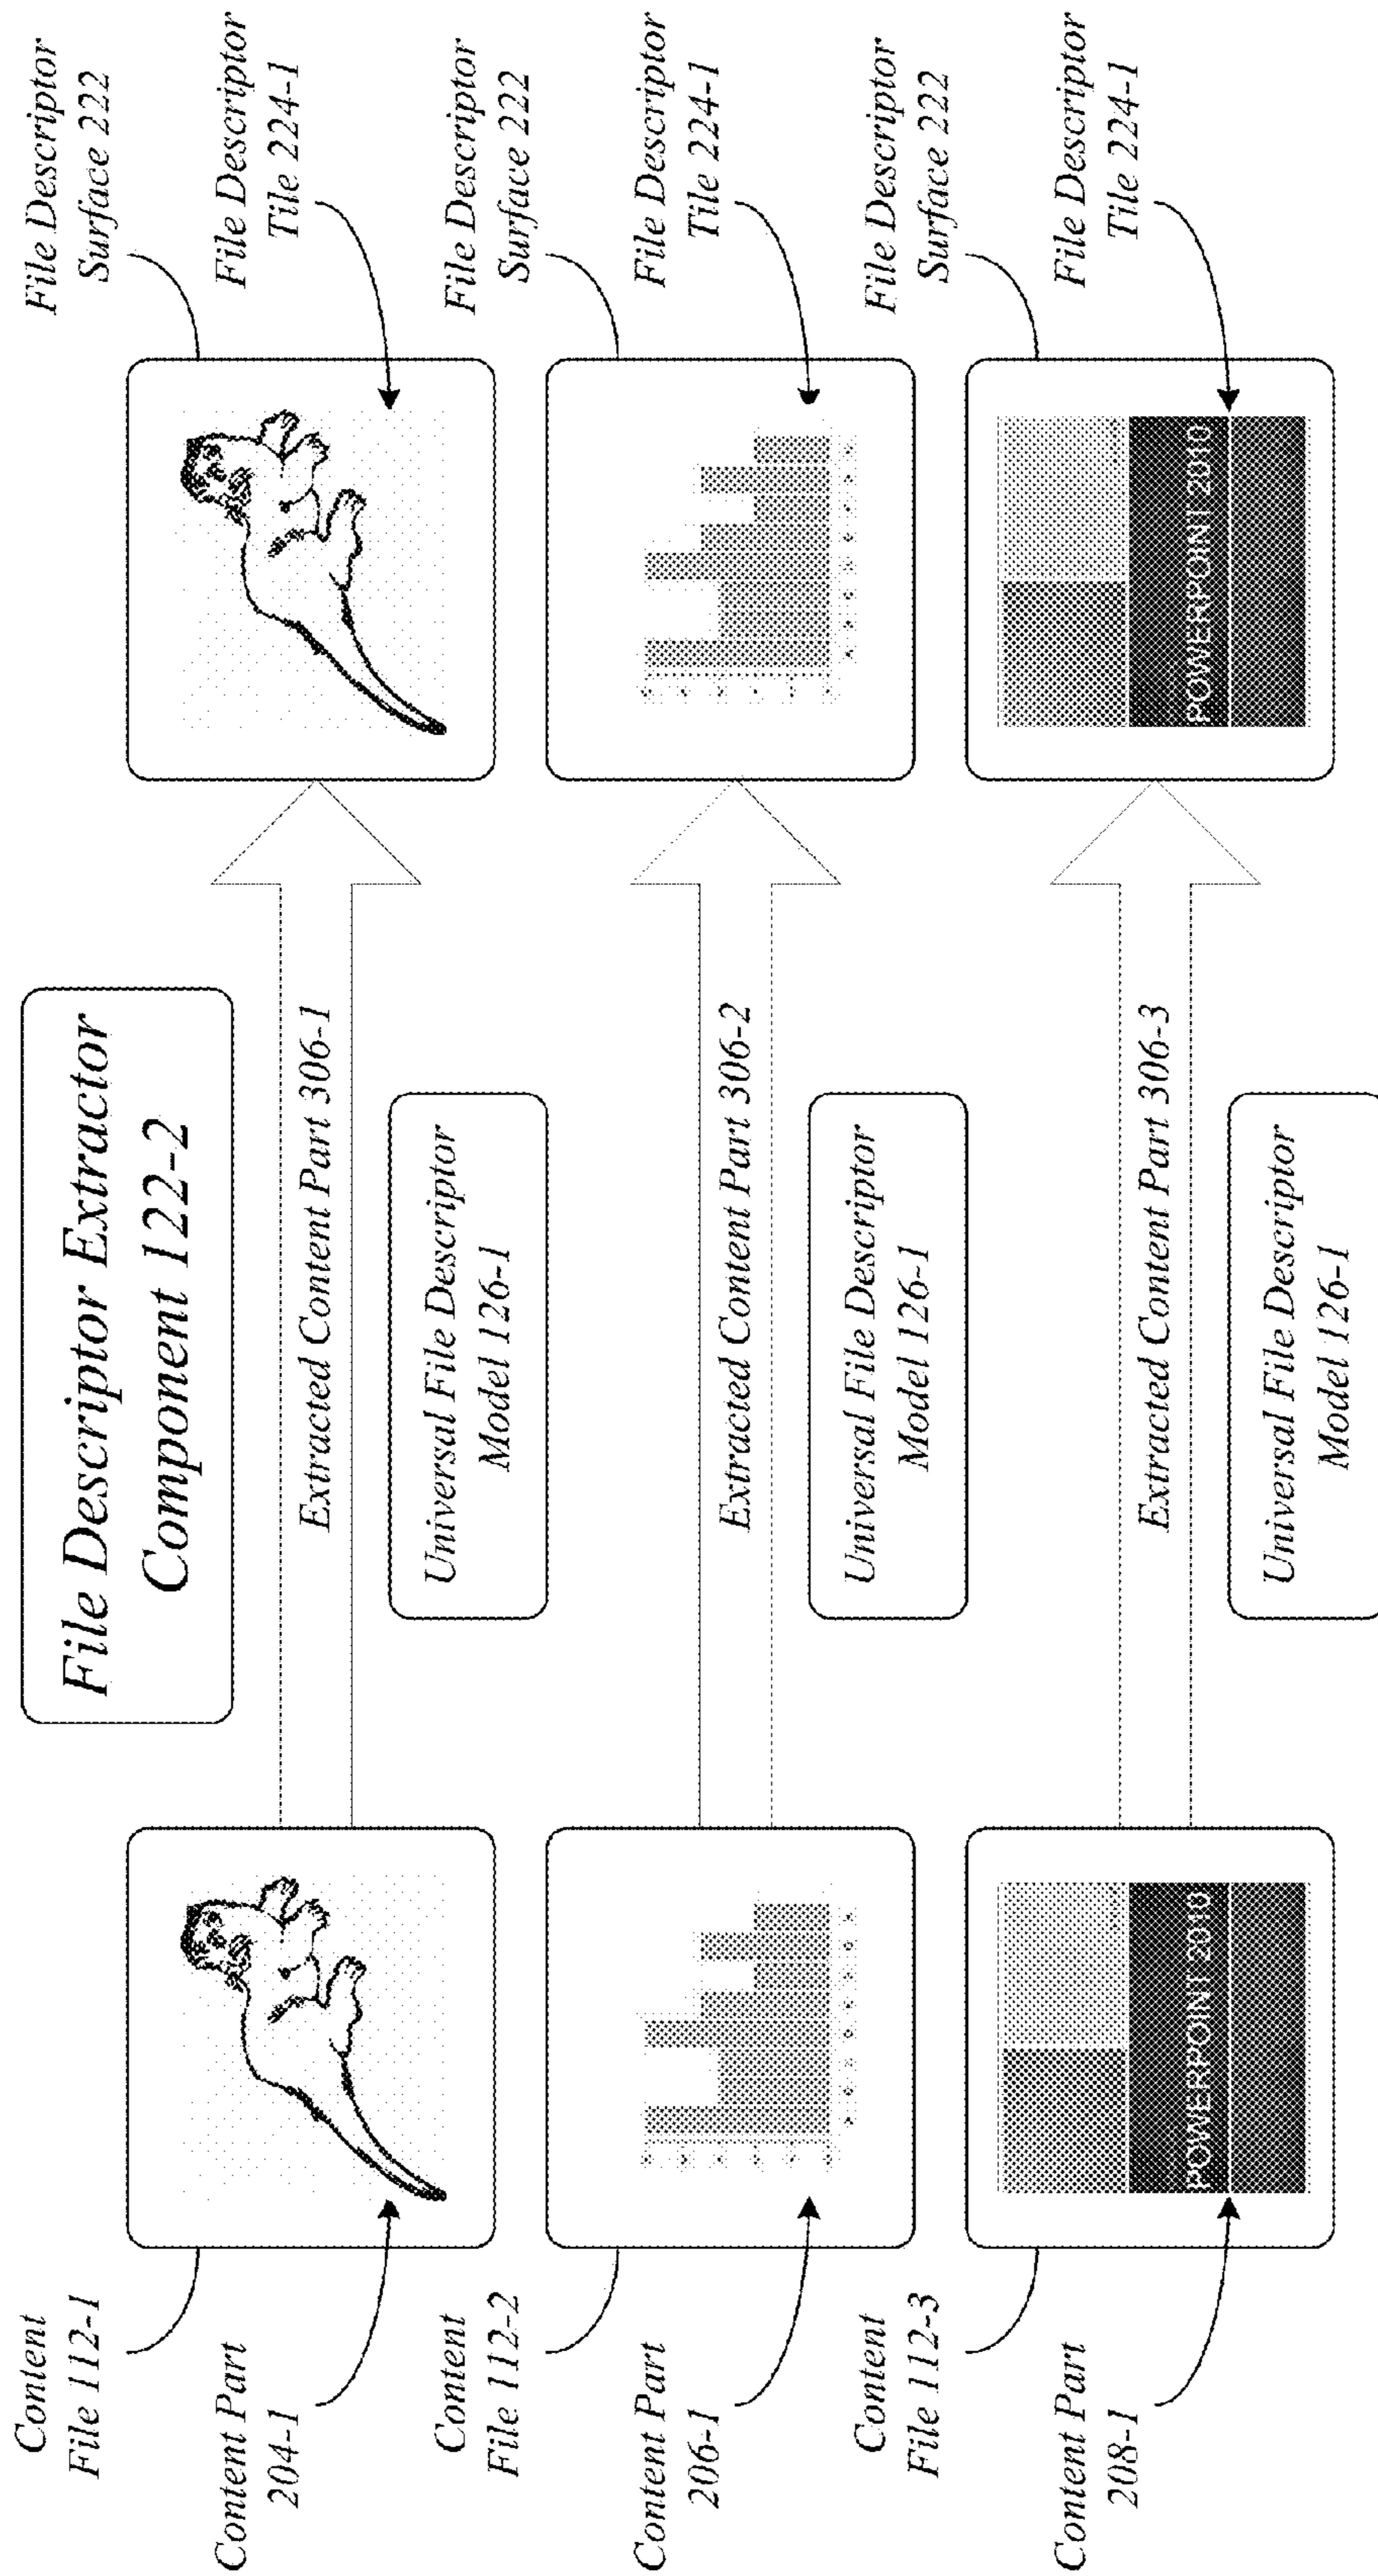 File Descriptor Extractor
Component 122-2
Content
File 112-1
Content Part
204-1
Extracted Content Part 306-1
Universal File Descriptor
Model 126-1
File Descriptor
Surface 222
File Descriptor
Tile 224-1
Content
File 112-2
Content Part
206-1
Extracted Content Part 306-2
Universal File Descriptor
Model 126-1
File Descriptor
Surface 222
File Descriptor
Tile 224-1
Content
File 112-3
Content Part
208-1
POWERPOINT 2010
Extracted Content Part 306-3
Universal File Descriptor
Model 126-1
File Descriptor
Surface 222
File Descriptor
Tile 224-1
POWERPOINT 2010